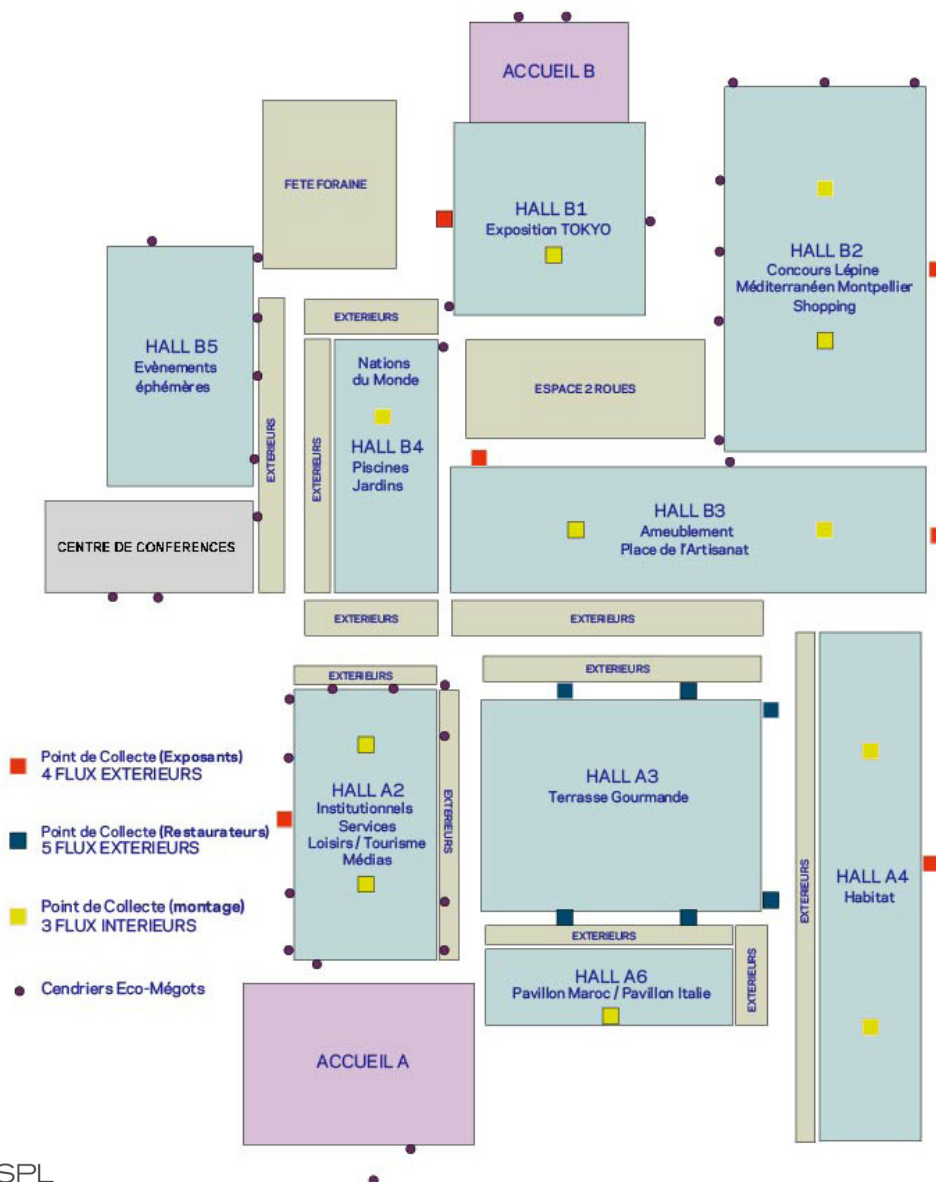 ACCUEIL B
FETE FORAINE
HALL B1
Exposition TOKYO
HALL B2
Concours Lépine
Méditerranéen Montpellier
Shopping
EXTERIEURS
HALL B5
Evènements
éphémères
EXTERIEURS
EXTERIEURS
Nations
du Monde
HALL B4
Piscines
Jardins
ESPACE 2 ROUES
CENTRE DE CONFERENCES
HALL B3
Ameublement
Place de l'Artisanat
EXTERIEURS
EXTERIEURS
EXTERIEURS
EXTERIEURS
HALL A2
Institutionnels
Services
Loisirs / Tourisme
Médias
EXTERIEURS
HALL A3
Terrasse Gourmande
EXTERIEURS
HALL A4
Habitat
Point de Collecte (Exposants)
4 FLUX EXTERIEURS
Point de Collecte (Restaurateurs)
5 FLUX EXTERIEURS
Point de Collecte (montage)
3 FLUX INTERIEURS
Cendriers Eco-Mégots
EXTERIEURS
HALL A6
Pavillon Maroc / Pavillon Italie
EXTERIEURS
ACCUEIL A
SPL